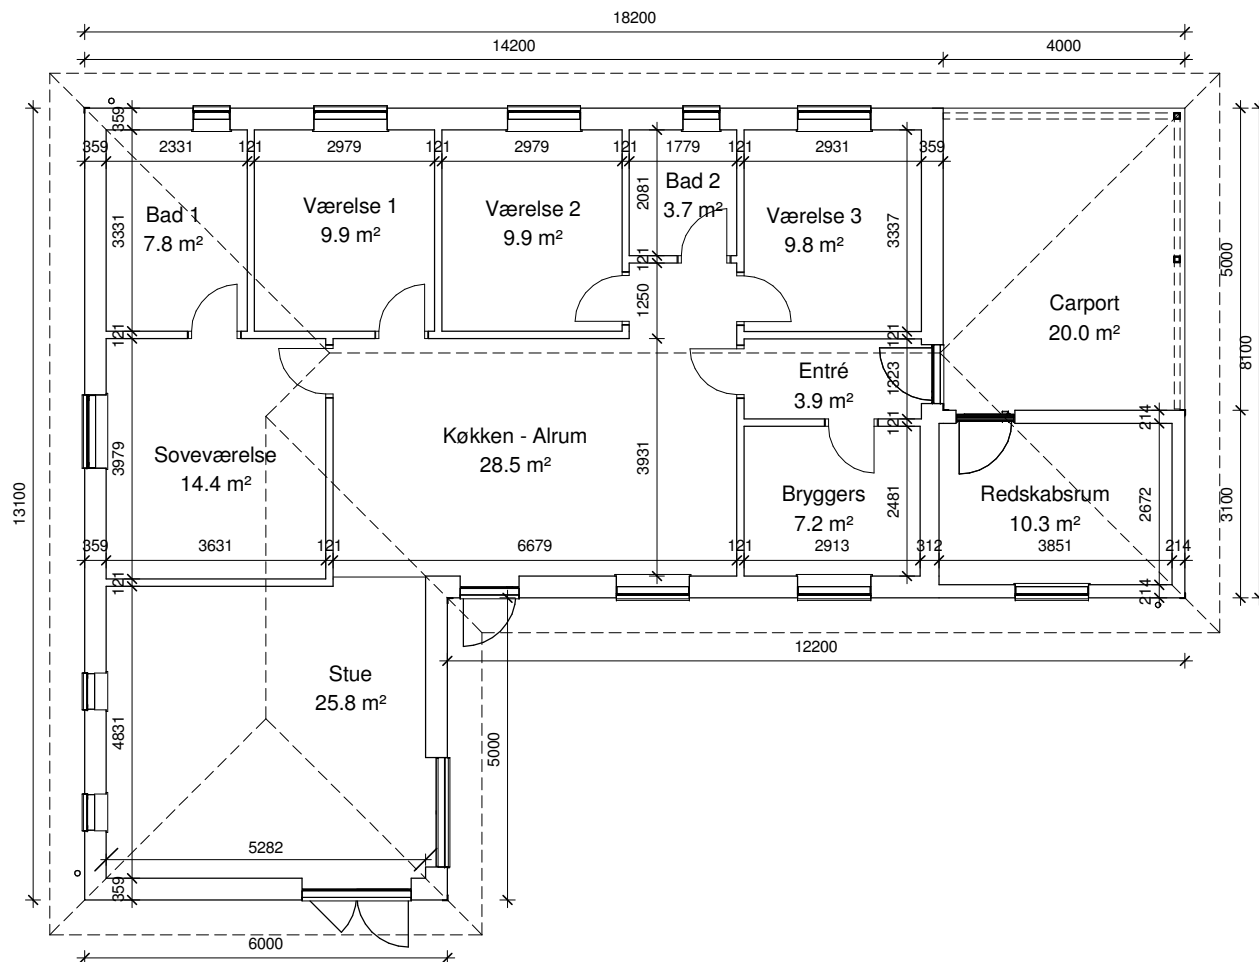 18200
14200
4000
359
359
2331
121
2979
121
2979
121
1779
121
2931
359
Bad 1
7.8 m²
Værelse 1
9.9 m²
Værelse 2
9.9 m²
Bad 2
3.7 m²
Værelse 3
9.8 m²
3331
2081
3337
121
1250
5000
8100
Carport
20.0 m²
121
121
Entré
3.9 m²
1323
121
214
Køkken - Alrum
28.5 m²
Soveværelse
14.4 m²
3979
3931
Bryggers
7.2 m²
2481
Redskabsrum
10.3 m²
2672
3100
13100
359
3631
121
6679
121
2913
312
3851
214
121
214
12200
Stue
25.8 m²
4831
5000
5282
359
6000